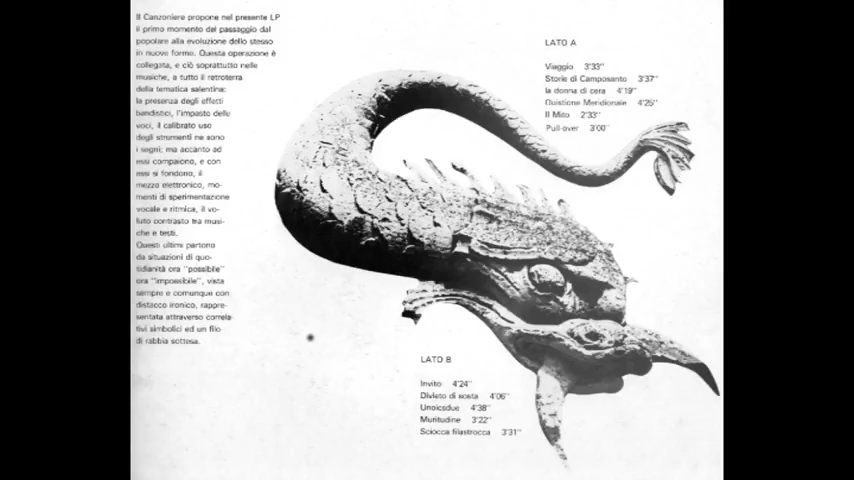 Il Canzoniere propone nel presente LP
il primo momento del passaggio dal
popolare alla evoluzione dello stesso
in nuove forme. Questa operazione è
collegata, e ciò soprattutto nelle
musiche, a tutto il retroterra
della tematica salentina:
la presenza degli effetti
bandistici, l'impasto delle
voci, il calibrato uso
degli strumenti ne sono
i segni; ma accanto ad
essi compaiono, e con
essi si fondono, il
mezzo elettronico, mo-
menti di sperimentazione
vocale e ritmica, il vo-
luto contrasto tra musi-
che e testi.
Questi ultimi partono
da situazioni di quo-
tidianità ora "possibile"
ora "impossibile", vista
sempre e comunque con
distacco ironico, rappre-
sentata attraverso correla-
tivi simbolici ed un filo
di rabbia sottesa.
LATO A
Viaggio 3'33"
Storie di Camposanto 3'37"
la donna di cera 4'19"
Quistione Meridionale 4'25"
Il Mito 2'33"
Pull-over 3'00"
LATO B
Invito 4'24"
Diviato di sosta 4'06"
Unoicsdue 4'38"
Muritudine 3'22"
Sciocca filastrocca 3'31"